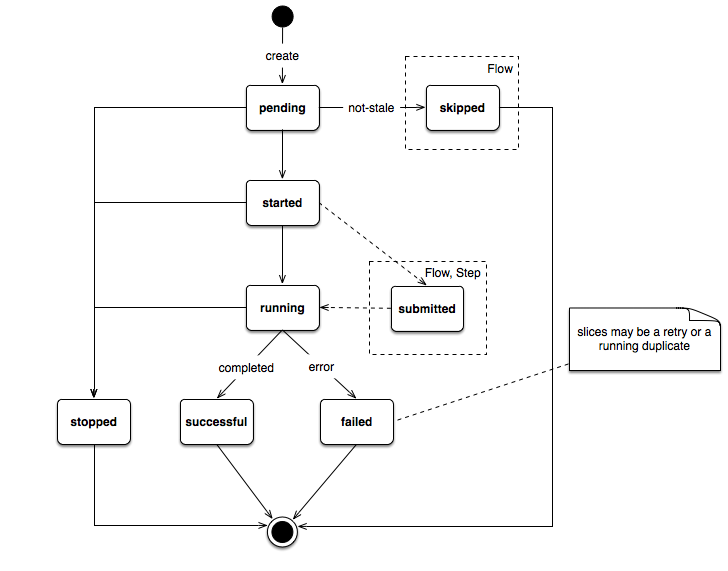 create
Flow
pending
not-stale
skipped
started
Flow, Step
running
submitted
slices may be a retry or a
running duplicate
completed
error
stopped
successful
failed